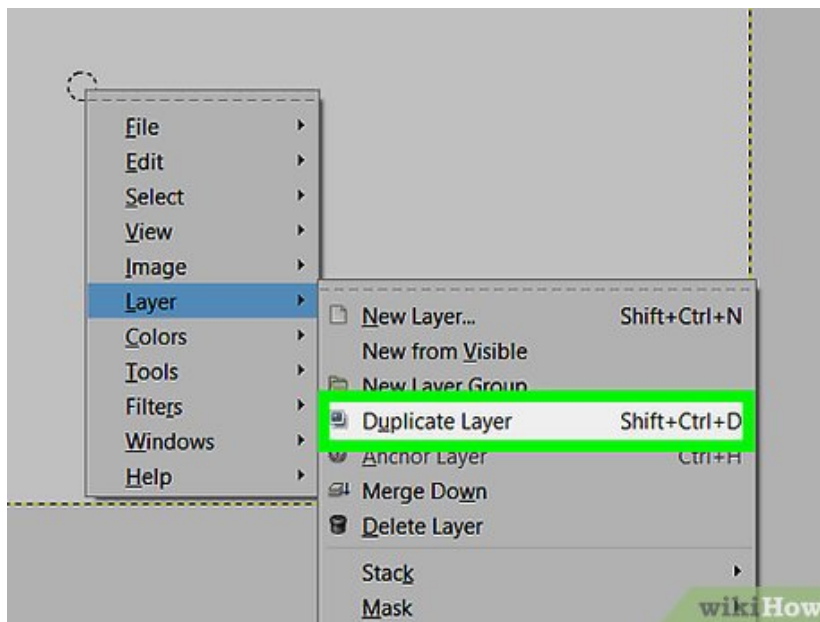 File
Edit
Select
View
Image
Layer
Colors
Tools
Filters
Windows
Help
New Layer... Shift+Ctrl+N
New from Visible
New Layer Group
Duplicate Layer Shift+Ctrl+D
Anchor Layer Ctrl+H
Merge Down
Delete Layer
Stack
Mask
wikiHow